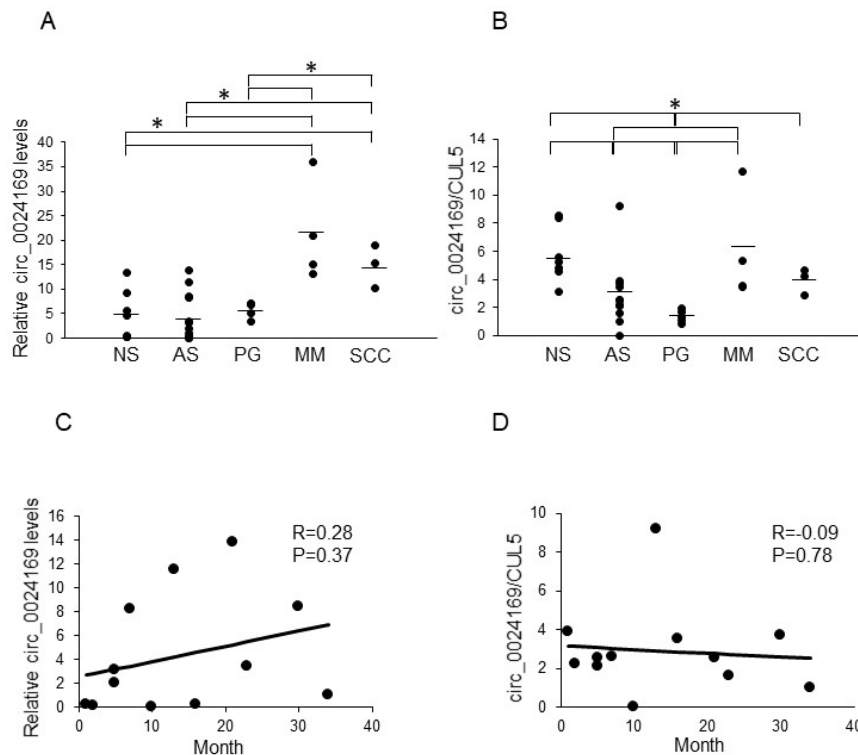 A
*
*
*
Relative circ_0024169 levels
40
35
30
25
20
15
10
5
0
NS AS PG MM SCC
B
*
circ_0024169/CUL5
14
12
10
8
6
4
2
0
NS AS PG MM SCC
C
Relative circ_0024169 levels
16
14
12
10
8
6
4
2
0
R=0.28
P=0.37
0 10 20 30 40
Month
D
circ_0024169/CUL5
10
8
6
4
2
0
R=-0.09
P=0.78
0 10 20 30 40
Month